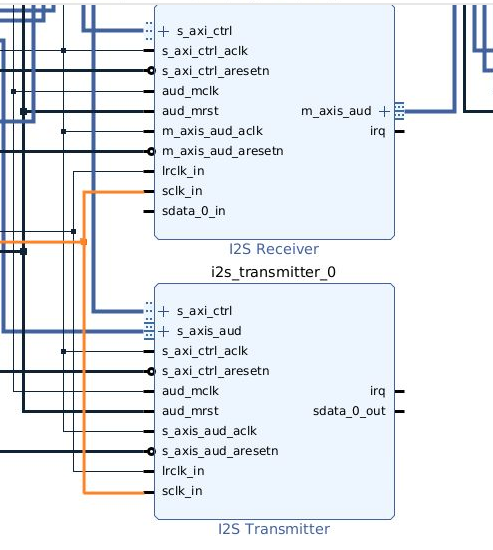 s_axi_ctrl
s_axi_ctrl_aclk
s_axi_ctrl_aresetn
aud_mclk
aud_mrst
m_axis_aud
m_axis_aud_aclk
irq
m_axis_aud_aresetn
lrclk_in
sclk_in
sdata_0_in
I2S Receiver
i2s_transmitter_0
s_axi_ctrl
s_axis_aud
s_axi_ctrl_aclk
s_axi_ctrl_aresetn
aud_mclk
irq
aud_mrst
sdata_0_out
s_axis_aud_aclk
s_axis_aud_aresetn
lrclk_in
sclk_in
I2S Transmitter